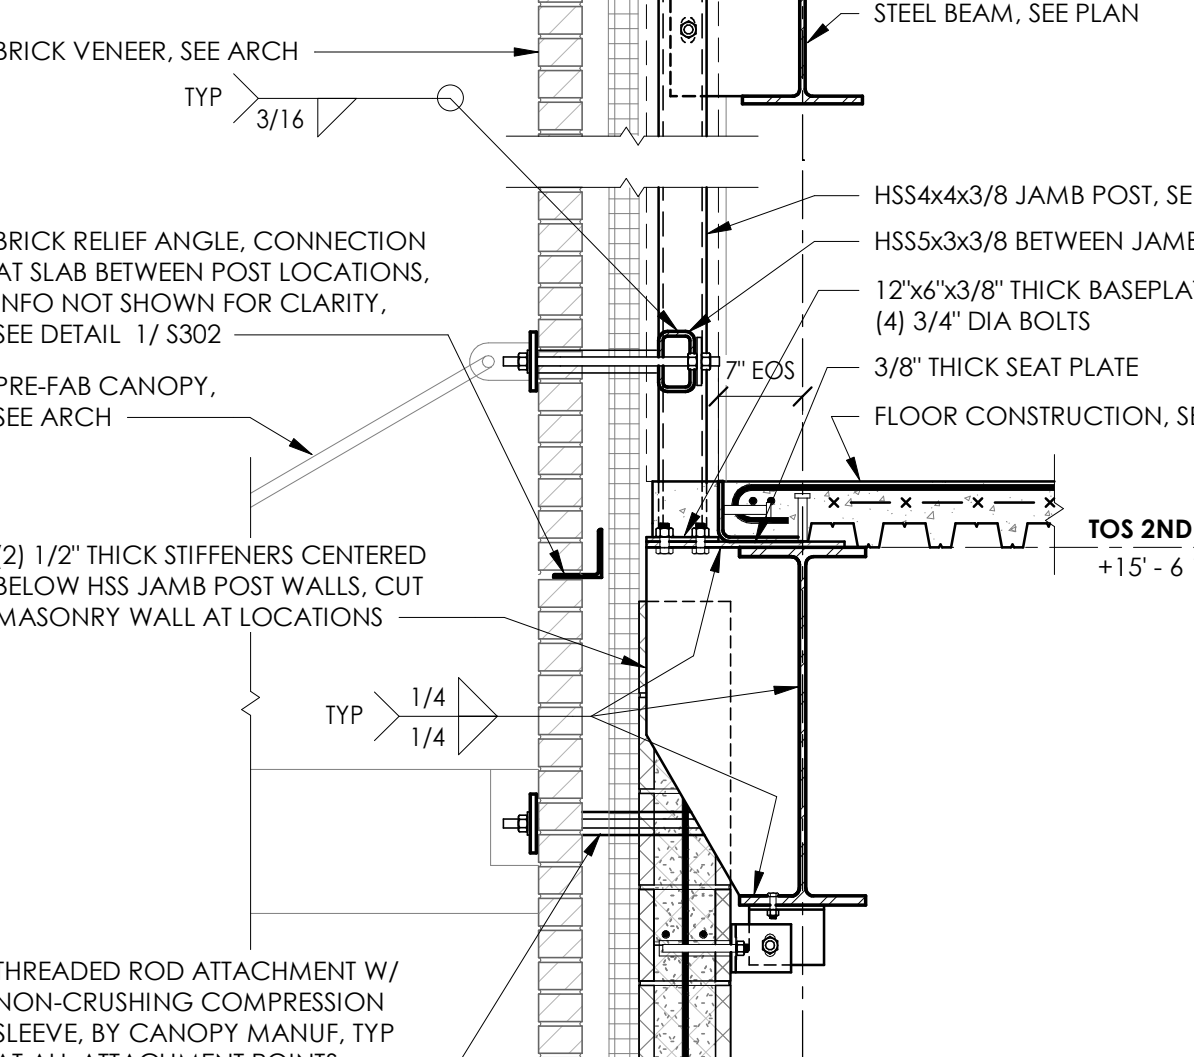 STEEL BEAM, SEE PLAN
BRICK VENEER, SEE ARCH
TYP
3/16
HSS4x4x3/8 JAMB POST, SE
BRICK RELIEF ANGLE, CONNECTION
AT SLAB BETWEEN POST LOCATIONS,
INFO NOT SHOWN FOR CLARITY,
SEE DETAIL 1/ S302
HSS5x3x3/8 BETWEEN JAMB
12"x6"x3/8" THICK BASEPLAT
(4) 3/4" DIA BOLTS
7" EOS
3/8" THICK SEAT PLATE
PRE-FAB CANOPY,
SEE ARCH
FLOOR CONSTRUCTION, SE
TOS 2ND
+15' - 6
(2) 1/2" THICK STIFFENERS CENTERED
BELOW HSS JAMB POST WALLS, CUT
MASONRY WALL AT LOCATIONS
TYP
1/4
1/4
THREADED ROD ATTACHMENT W/
NON-CRUSHING COMPRESSION
SLEEVE, BY CANOPY MANUF, TYP
AT ALL ATTACHMENT POINTS